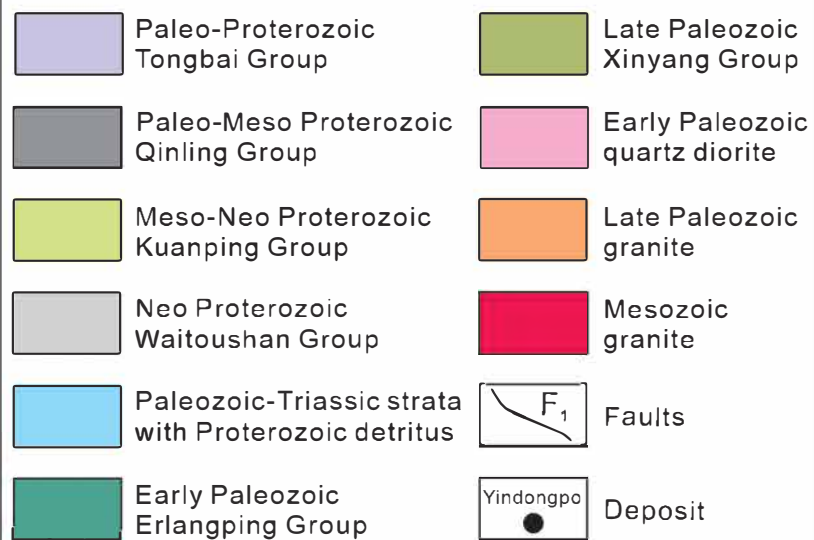 Paleo-Proterozoic
Tongbai Group
Paleo-Meso Proterozoic
Qinling Group
Meso-Neo Proterozoic
Kuanping Group
Neo Proterozoic
Waitoushan Group
Paleozoic-Triassic strata
with Proterozoic detritus
Early Paleozoic
Erlangping Group
Late Paleozoic
Xinyang Group
Early Paleozoic
quartz diorite
Late Paleozoic
granite
Mesozoic
granite
F₁
Faults
Yindongpo
Deposit